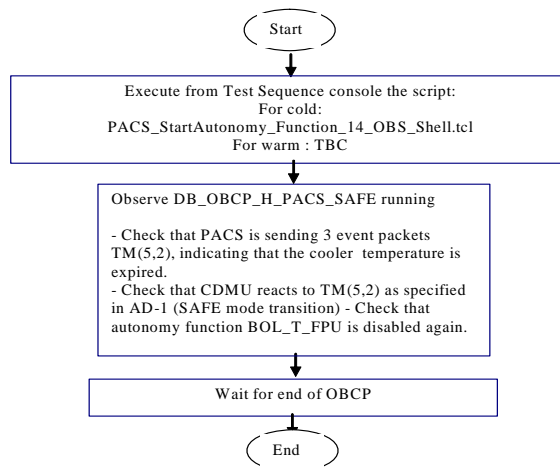 Start
Execute from Test Sequence console the script:
For cold:
PACS_StartAutonomy_Function_14_OBS_Shell.tcl
For warm : TBC
Observe DB_OBCP_H_PACS_SAFE running
- Check that PACS is sending 3 event packets
TM(5,2), indicating that the cooler temperature is
expired.
- Check that CDMU reacts to TM(5,2) as specified
in AD-1 (SAFE mode transition) - Check that
autonomy function BOL_T_FPU is disabled again.
Wait for end of OBCP
End